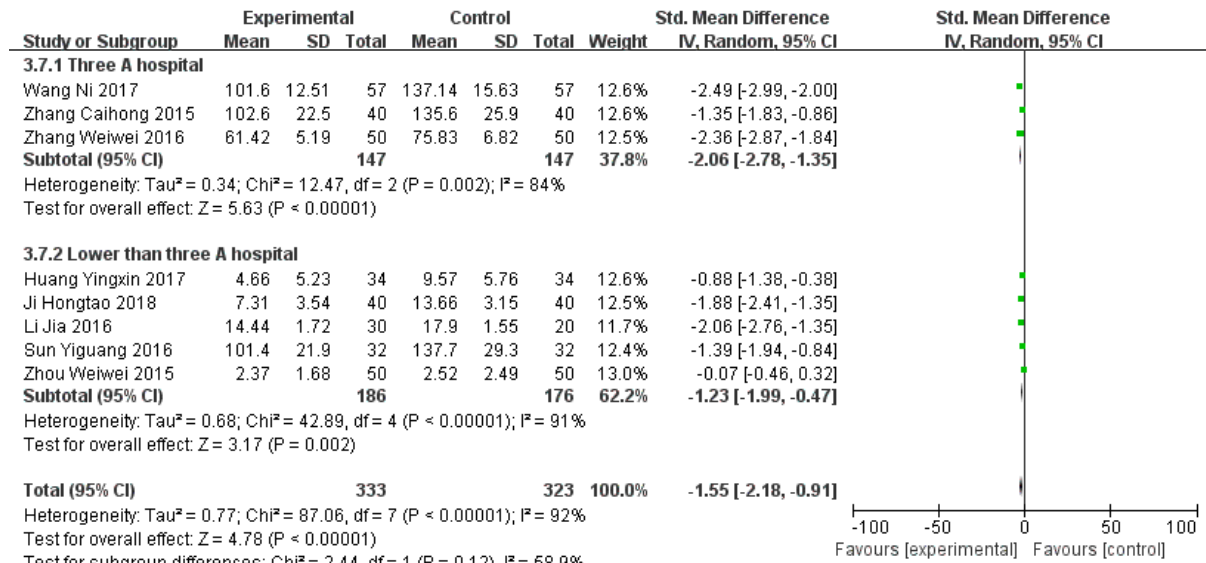 Experimental Control Std. Mean Difference Std. Mean Difference
Study or Subgroup Mean SD Total Mean SD Total Weight IV, Random, 95% CI IV, Random, 95% CI
3.7.1 Three A hospital
Wang Ni 2017 101.6 12.51 57 137.14 15.63 57 12.6% -2.49 [-2.99, -2.00]
Zhang Caihong 2015 102.6 22.5 40 135.6 25.9 40 12.6% -1.35 [-1.83, -0.86]
Zhang Weiwei 2016 61.42 5.19 50 75.83 6.82 50 12.5% -2.36 [-2.87, -1.84]
Subtotal (95% CI) 147 147 37.8% -2.06 [-2.78, -1.35]
Heterogeneity: Tau² = 0.34; Chi² = 12.47, df = 2 (P = 0.002); I² = 84%
Test for overall effect: Z = 5.63 (P < 0.00001)
3.7.2 Lower than three A hospital
Huang Yingxin 2017 4.66 5.23 34 9.57 5.76 34 12.6% -0.88 [-1.38, -0.38]
Ji Hongtao 2018 7.31 3.54 40 13.66 3.15 40 12.5% -1.88 [-2.41, -1.35]
Li Jia 2016 14.44 1.72 30 17.9 1.55 20 11.7% -2.06 [-2.76, -1.35]
Sun Yiguang 2016 101.4 21.9 32 137.7 29.3 32 12.4% -1.39 [-1.94, -0.84]
Zhou Weiwei 2015 2.37 1.68 50 2.52 2.49 50 13.0% -0.07 [-0.46, 0.32]
Subtotal (95% CI) 186 176 62.2% -1.23 [-1.99, -0.47]
Heterogeneity: Tau² = 0.68; Chi² = 42.89, df = 4 (P < 0.00001); I² = 91%
Test for overall effect: Z = 3.17 (P = 0.002)
Total (95% CI) 333 323 100.0% -1.55 [-2.18, -0.91]
Heterogeneity: Tau² = 0.77; Chi² = 87.06, df = 7 (P < 0.00001); I² = 92%
Test for overall effect: Z = 4.78 (P < 0.00001)
Test for subgroup differences: Chi² = 2.44, df = 1 (P = 0.12), I² = 58.9%
-100 -50 0 50 100
Favours [experimental] Favours [control]